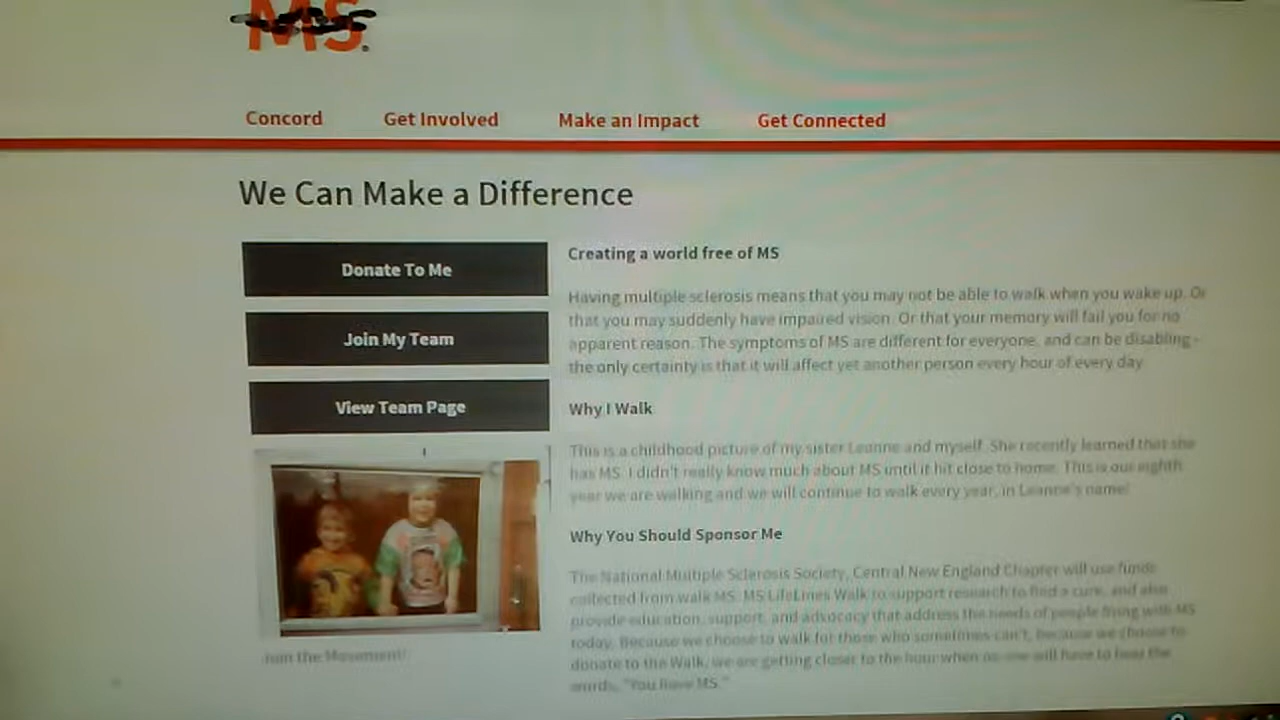 MS
Concord Get Involved Make an Impact Get Connected
We Can Make a Difference
Donate To Me
Join My Team
View Team Page
Creating a world free of MS
Having multiple sclerosis means that you may not be able to walk when you wake up. Or
that you may suddenly have impaired vision. Or that your memory will fail you for no
apparent reason. The symptoms of MS are different for everyone, and can be disabling -
the only certainty is that it will affect yet another person every hour of every day.
Why I Walk
This is a childhood picture of my sister Leanne and myself. She recently learned that she
has MS. I didn't really know much about MS until it hit close to home. This is our eighth
year we are walking and we will continue to walk every year, in Leanne's name!
Why You Should Sponsor Me
The National Multiple Sclerosis Society, Central New England Chapter will use funds
collected from walk MS: MS LifeLines Walk to support research to find a cure, and also
provide education, support, and advocacy that address the needs of people living with MS
today. Because we choose to walk for those who sometimes can't, because we choose to
donate to the Walk, we are getting closer to the hour when no one will have to hear the
words, "You have MS."
Join the Movement!